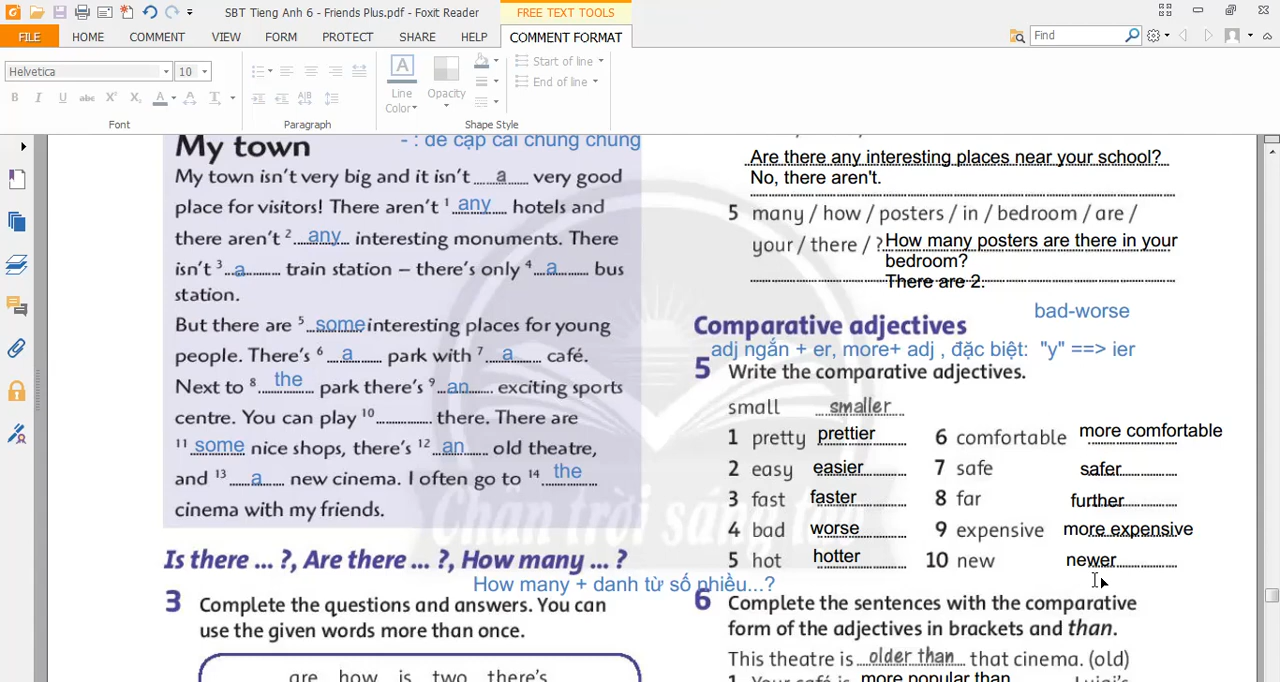 SBT Tieng Anh 6 - Friends Plus.pdf - Foxit Reader
FREE TEXT TOOLS
FILE HOME COMMENT VIEW FORM PROTECT SHARE HELP COMMENT FORMAT
Find
Helvetica 10
B I U abc X² X₂ A A T
Font
Paragraph
Line Color
Opacity
Start of line
End of line
Shape Style
My town
- : đề cập cái chung chung
My town isn't very big and it isn't a very good
place for visitors! There aren't ¹ any hotels and
there aren't ² any interesting monuments. There
isn't ³ a train station – there's only ⁴ a bus
station.
But there are ⁵ some interesting places for young
people. There's ⁶ a park with ⁷ a café.
Next to ⁸ the park there's ⁹ an exciting sports
centre. You can play ¹⁰ ............ there. There are
¹¹ some nice shops, there's ¹² an old theatre,
and ¹³ a new cinema. I often go to ¹⁴ the
cinema with my friends.
Is there ... ?, Are there ... ?, How many ... ?
How many + danh từ số nhiều...?
3 Complete the questions and answers. You can
use the given words more than once.
are how is two there's
Are there any interesting places near your school?
No, there aren't.
5 many / how / posters / in / bedroom / are /
your / there / ? How many posters are there in your
bedroom?
There are 2.
bad-worse
Comparative adjectives
adj ngắn + er, more+ adj , đặc biệt: "y" ==> ier
5 Write the comparative adjectives.
small smaller
1 pretty prettier 6 comfortable more comfortable
2 easy easier 7 safe safer
3 fast faster 8 far further
4 bad worse 9 expensive more expensive
5 hot hotter 10 new newer
6 Complete the sentences with the comparative
form of the adjectives in brackets and than.
This theatre is older than that cinema. (old)
1 Your café is more popular than Luigi's
Chân trời sáng